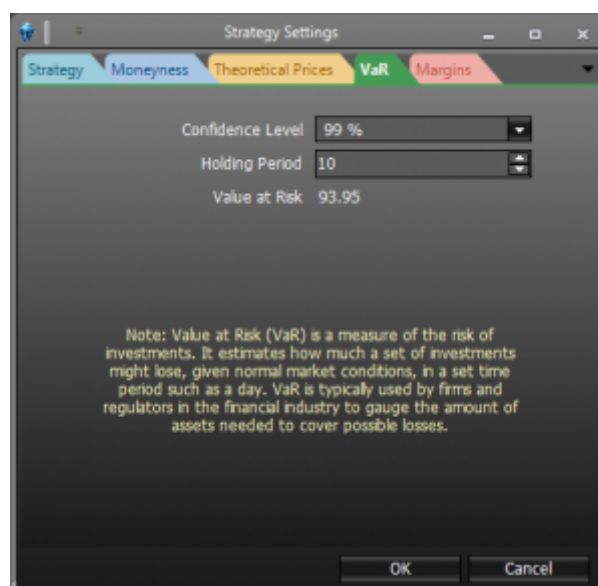 Strategy Settings
Strategy Moneyness Theoretical Prices VaR Margins
Confidence Level 99 %
Holding Period 10
Value at Risk 93.95
Note: Value at Risk (VaR) is a measure of the risk of
investments. It estimates how much a set of investments
might lose, given normal market conditions, in a set time
period such as a day. VaR is typically used by firms and
regulators in the financial industry to gauge the amount of
assets needed to cover possible losses.
OK Cancel